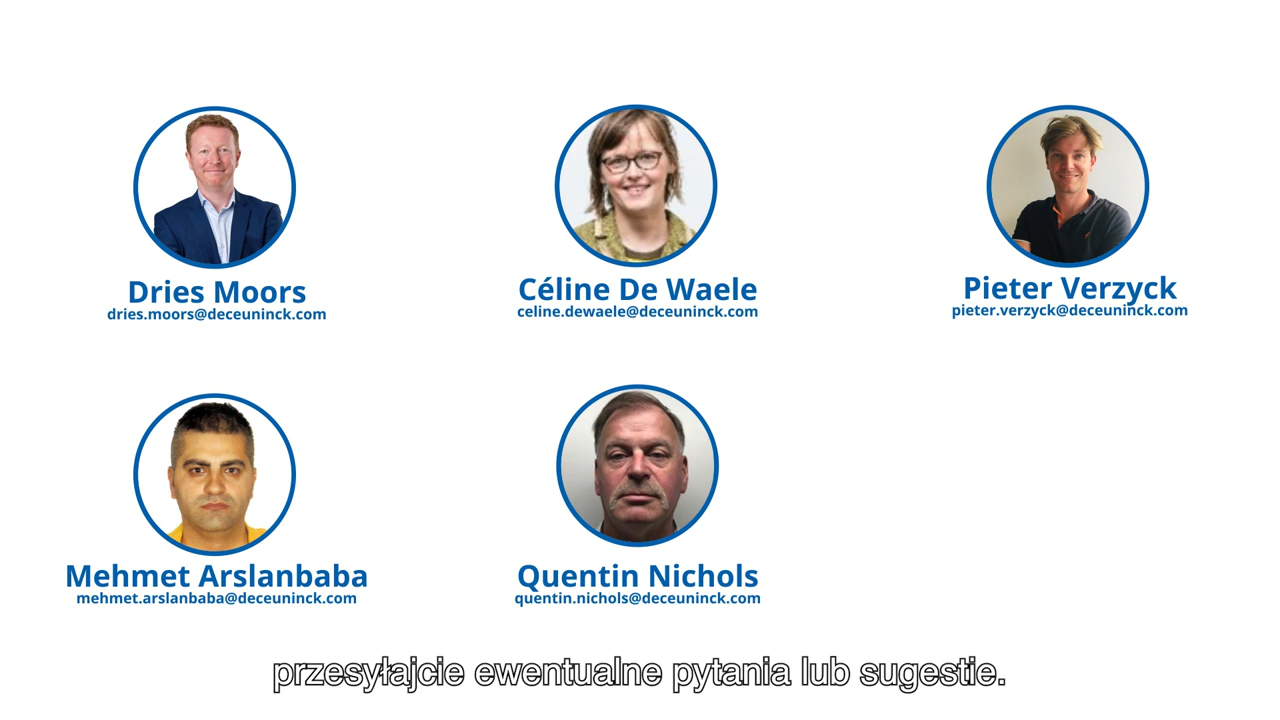 Dries Moors
dries.moors@deceuninck.com
Céline De Waele
celine.dewaele@deceuninck.com
Pieter Verzyck
pieter.verzyck@deceuninck.com
Mehmet Arslanbaba
mehmet.arslanbaba@deceuninck.com
Quentin Nichols
quentin.nichols@deceuninck.com
przesyłajcie ewentualne pytania lub sugestie.